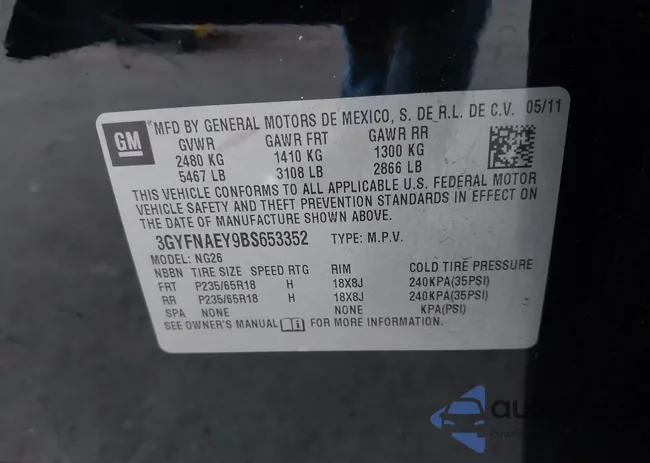 GM
MFD BY GENERAL MOTORS DE MEXICO, S. DE R.L. DE C.V. 05/11
GVWR GAWR FRT GAWR RR
2480 KG 1410 KG 1300 KG
5467 LB 3108 LB 2866 LB
THIS VEHICLE CONFORMS TO ALL APPLICABLE U.S. FEDERAL MOTOR
VEHICLE SAFETY AND THEFT PREVENTION STANDARDS IN EFFECT ON
THE DATE OF MANUFACTURE SHOWN ABOVE.
3GYFNAEY9BS653352 TYPE: M.P.V.
MODEL: NG26
NBBN TIRE SIZE SPEED RTG RIM COLD TIRE PRESSURE
FRT P235/65R18 H 18X8J 240KPA(35PSI)
RR P235/65R18 H 18X8J 240KPA(35PSI)
SPA NONE NONE KPA(PSI)
SEE OWNER'S MANUAL FOR MORE INFORMATION.